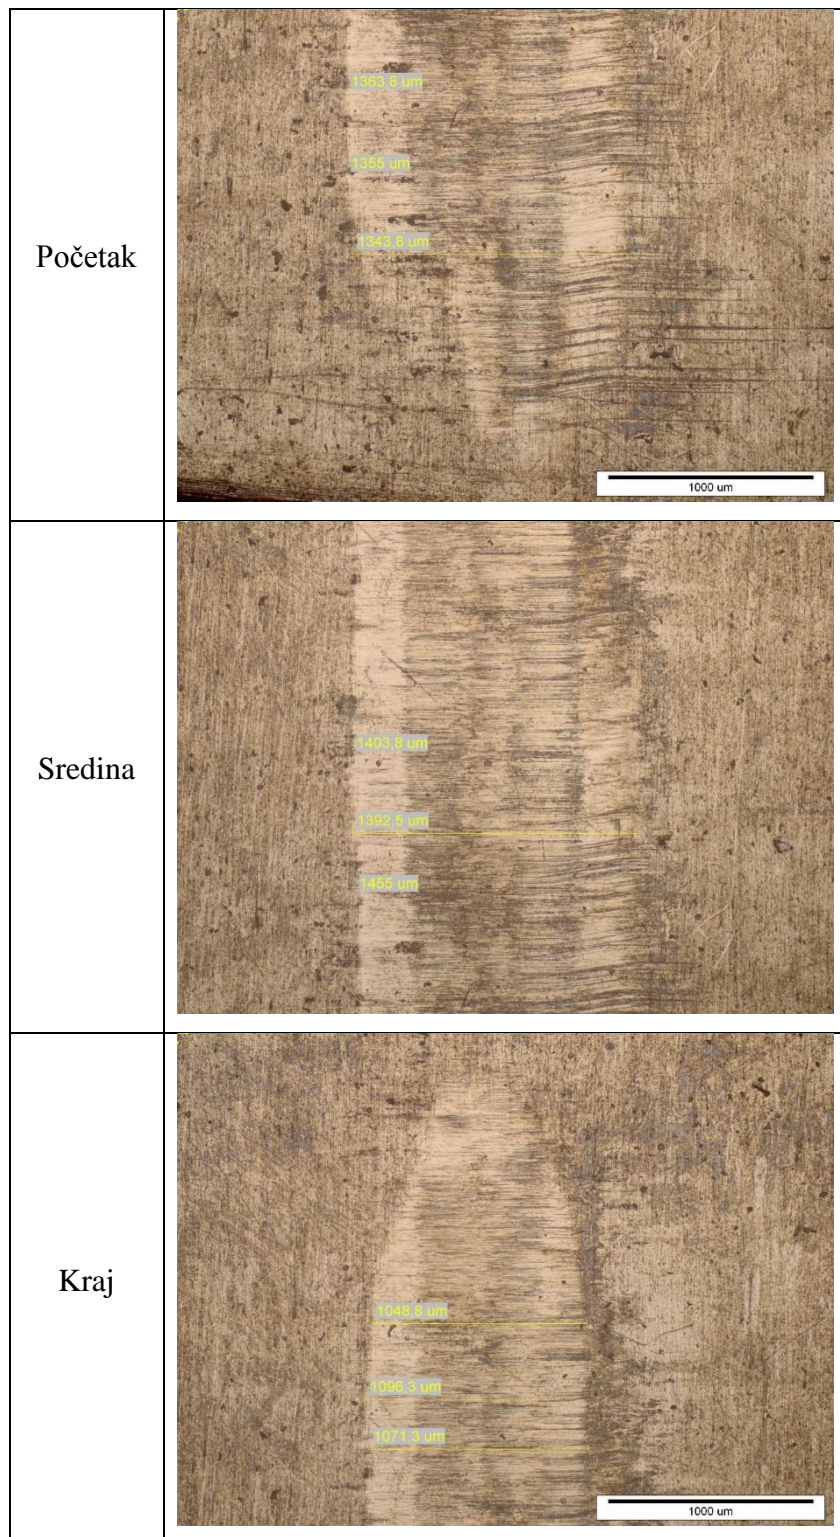 Početak
1363,8 um
1355 um
1343,8 um
1000 um
Sredina
1403,8 um
1392,5 um
1455 um
Kraj
1048,8 um
1096,3 um
1071,3 um
1000 um